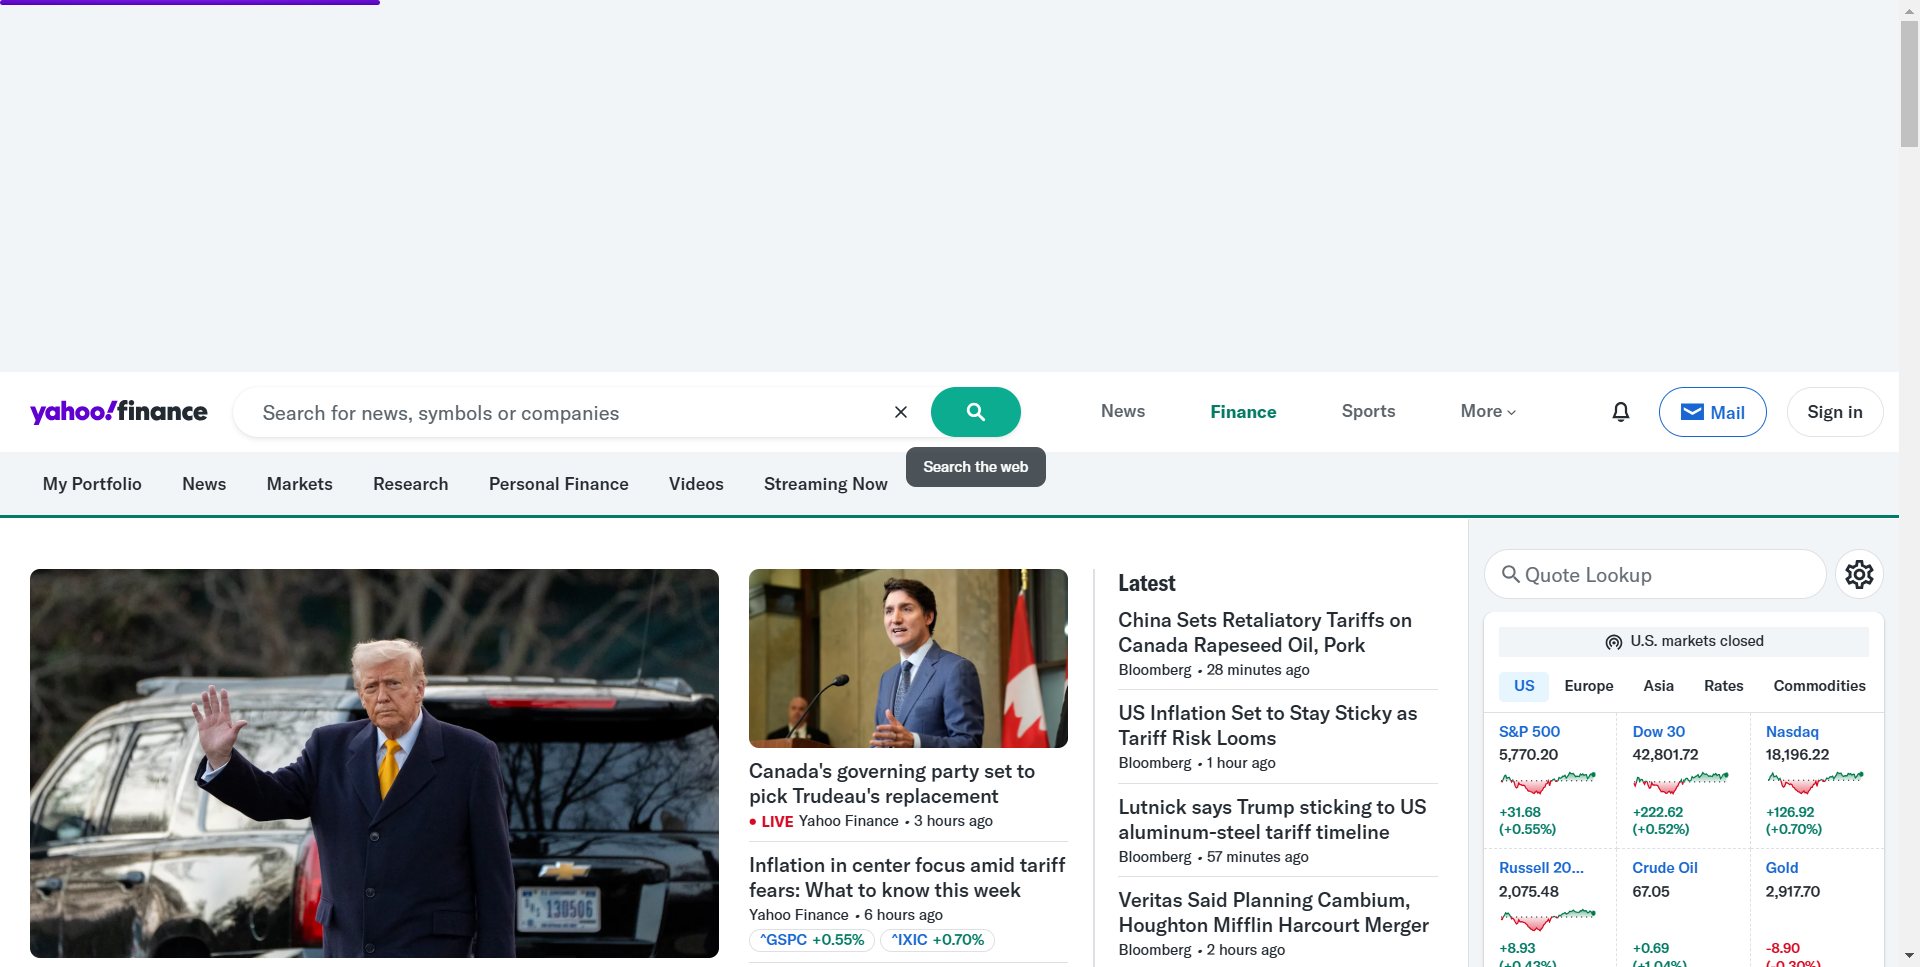 yahoo!finance
Search for news, symbols or companies
News
Finance
Sports
More
Mail
Sign in
Search the web
My Portfolio
News
Markets
Research
Personal Finance
Videos
Streaming Now
130506
Canada's governing party set to
pick Trudeau's replacement
LIVE Yahoo Finance • 3 hours ago
Inflation in center focus amid tariff
fears: What to know this week
Yahoo Finance • 6 hours ago
^GSPC +0.55%
^IXIC +0.70%
Latest
China Sets Retaliatory Tariffs on
Canada Rapeseed Oil, Pork
Bloomberg • 28 minutes ago
US Inflation Set to Stay Sticky as
Tariff Risk Looms
Bloomberg • 1 hour ago
Lutnick says Trump sticking to US
aluminum-steel tariff timeline
Bloomberg • 57 minutes ago
Veritas Said Planning Cambium,
Houghton Mifflin Harcourt Merger
Bloomberg • 2 hours ago
Quote Lookup
U.S. markets closed
US
Europe
Asia
Rates
Commodities
S&P 500
5,770.20
+31.68
(+0.55%)
Dow 30
42,801.72
+222.62
(+0.52%)
Nasdaq
18,196.22
+126.92
(+0.70%)
Russell 20...
2,075.48
+8.93
(+0.43%)
Crude Oil
67.05
+0.69
(+1.04%)
Gold
2,917.70
-8.90
(-0.30%)